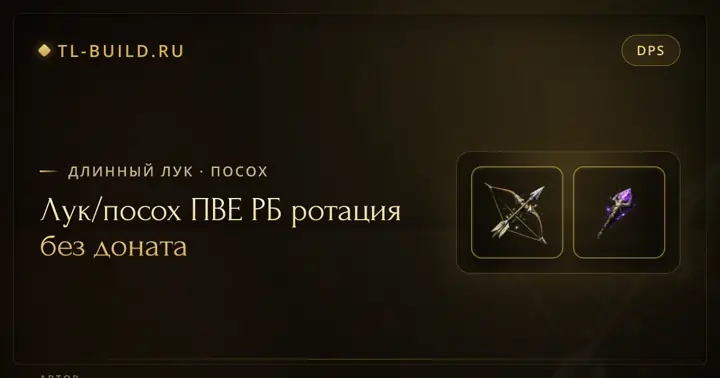 TL-BUILD.RU
DPS
ДЛИННЫЙ ЛУК · ПОСОХ
Лук/посох ПВЕ РБ ротация
без доната